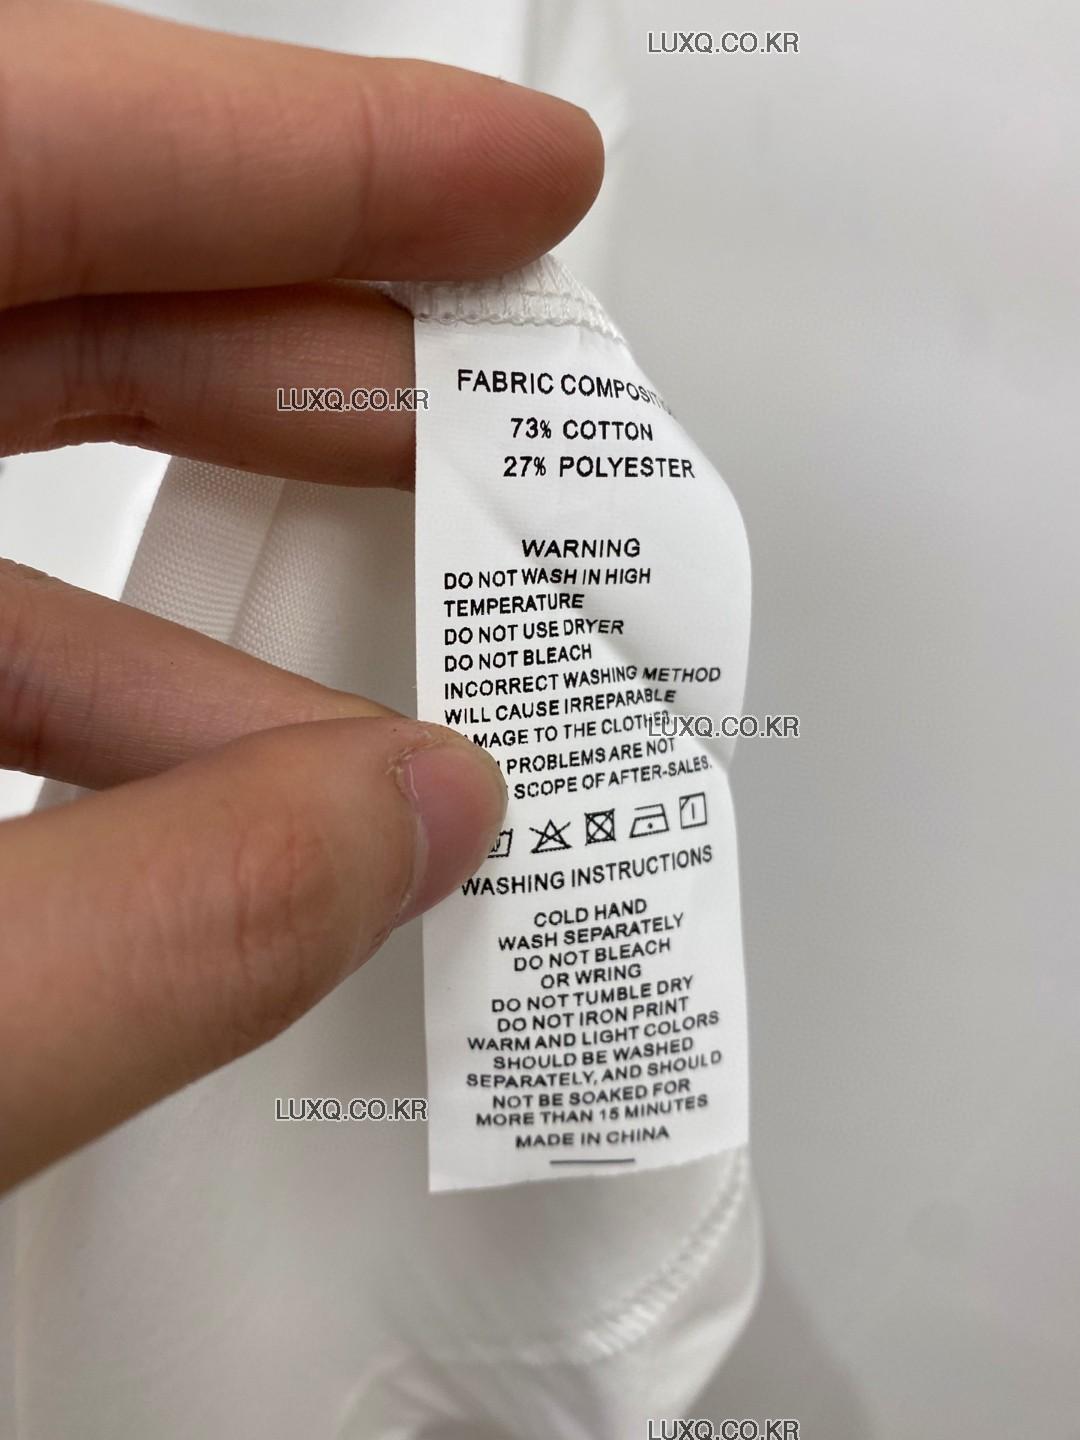 LUXQ.CO.KR
FABRIC
LUXQ.CO.KR
73% COTTON
27% POLYESTER
WARNING
DO NOT WASH IN HIGH
TEMPERATURE
DO NOT USE DRYER
DO NOT BLEACH
INCORRECT WASHING METHOD
WILL CAUSE IRREPARABLE
TO THE
LUXQ.CO.KR
PROBLEMS ARE NOT
SCOPE OF AFTER-SALES.
WASHING INSTRUCTIONS
COLD HAND
WASH SEPARATELY
DO NOT BLEACH
OR WRING
DO NOT TUMBLE DRY
DO NOT IRON PRINT
WARM AND LIGHT COLORS
SHOULD BE WASHED
SEPARATELY, AND SHOULD
NOT BE SOAKED FOR
LUXQ.CO.KR
MORE THAN 15 MINUTES
MADE IN CHINA
LUXQ.CO.KR